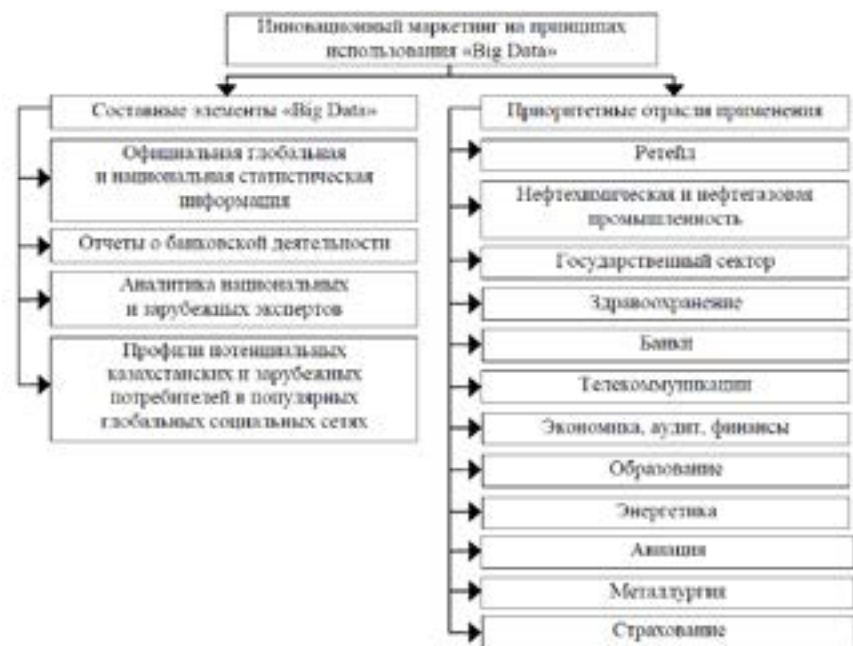 Инновационный маркетинг на принципах
использования «Big Data»
Составные элементы «Big Data»
Официальная глобальная
и национальная статистическая
информация
Отчеты о банковской деятельности
Аналитика национальных
и зарубежных экспертов
Профили потенциальных
казахстанских и зарубежных
потребителей в популярных
глобальных социальных сетях
Приоритетные отрасли применения
Ретейл
Нефтехимическая и нефтегазовая
промышленность
Государственный сектор
Здравоохранение
Банки
Телекоммуникации
Экономика, аудит, финансы
Образование
Энергетика
Авиация
Металлургия
Страхование